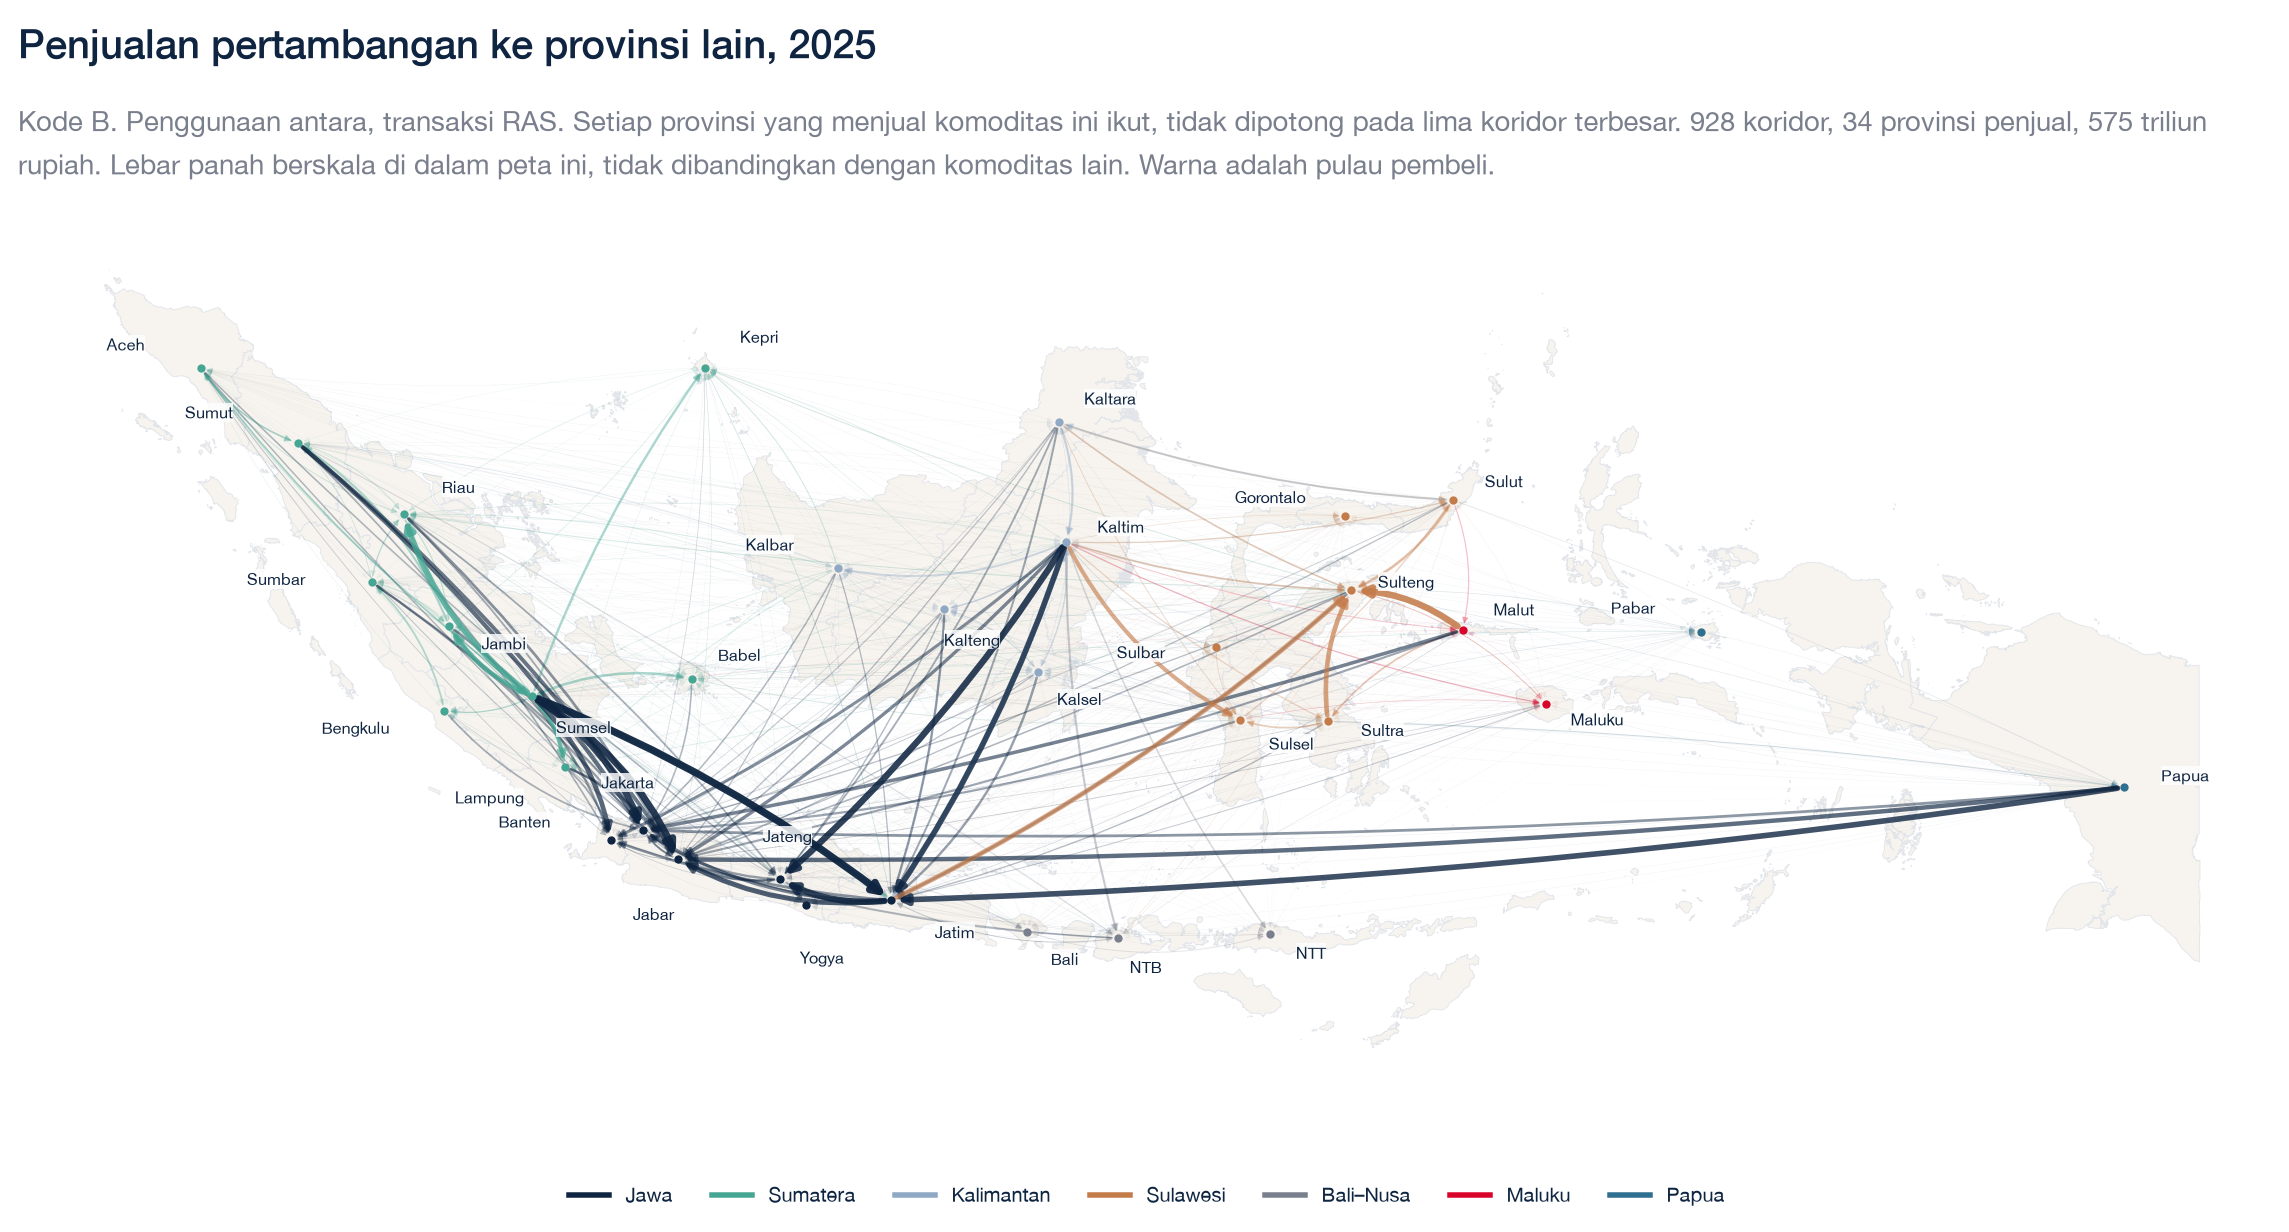 Penjualan pertambangan ke provinsi lain, 2025
Kode B. Penggunaan antara, transaksi RAS. Setiap provinsi yang menjual komoditas ini ikut, tidak dipotong pada lima koridor terbesar. 928 koridor, 34 provinsi penjual, 575 triliun
rupiah. Lebar panah berskala di dalam peta ini, tidak dibandingkan dengan komoditas lain. Warna adalah pulau pembeli.
Kepri
Aceh
Kaltara
Sumut
Sulut
Riau
Gorontalo
Kaltim
Kalbar
Sumbar
Sulteng
Malut
Pabar
Jambi
Kalteng
Babel
Sulbar
Kalsel
Maluku
Bengkulu
Sumsel
Sultra
Sulsel
Papua
Jakarta
Lampung
Banten
Jateng
Jabar
Jatim
Yogya
Bali
NTB
NTT
Jawa
Sumatera
Kalimantan
Sulawesi
Bali–Nusa
Maluku
Papua